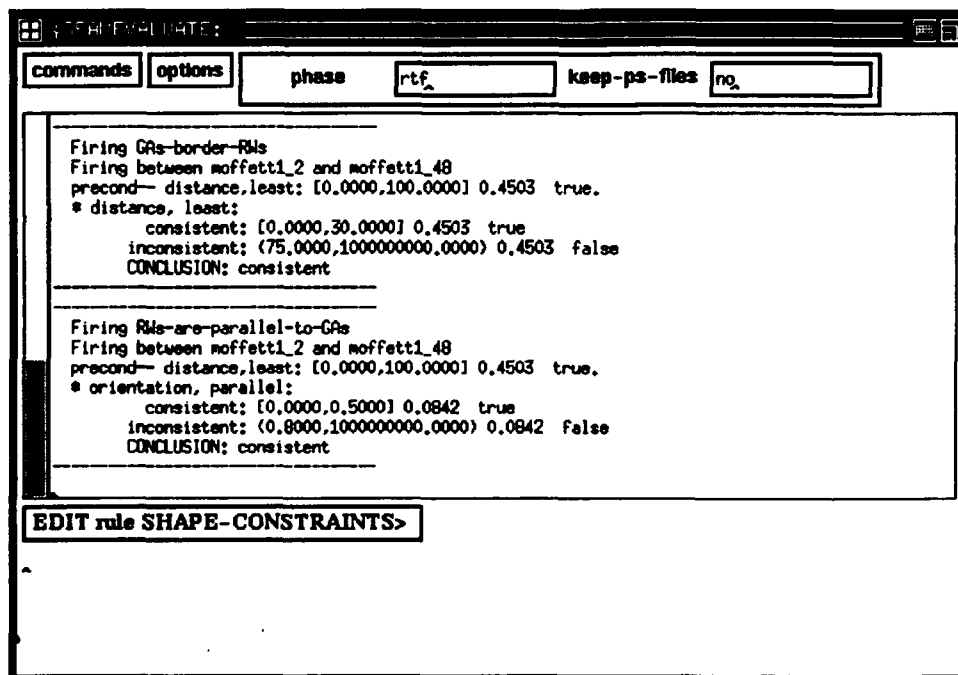 SPAMEVALUATE:
commands options phase rtf keep-ps-files no
Firing GAs-border-RWs
Firing between moffett1_2 and moffett1_48
precond-- distance,least: [0.0000,100.0000] 0.4503 true.
* distance, least:
consistent: [0.0000,30.0000] 0.4503 true
inconsistent: (75.0000,1000000000.0000) 0.4503 false
CONCLUSION: consistent
Firing RWs-are-parallel-to-GAs
Firing between moffett1_2 and moffett1_48
precond-- distance,least: [0.0000,100.0000] 0.4503 true.
* orientation, parallel:
consistent: [0.0000,0.5000] 0.0842 true
inconsistent: (0.8000,1000000000.0000) 0.0842 false
CONCLUSION: consistent
EDIT rule SHAPE-CONSTRAINTS>